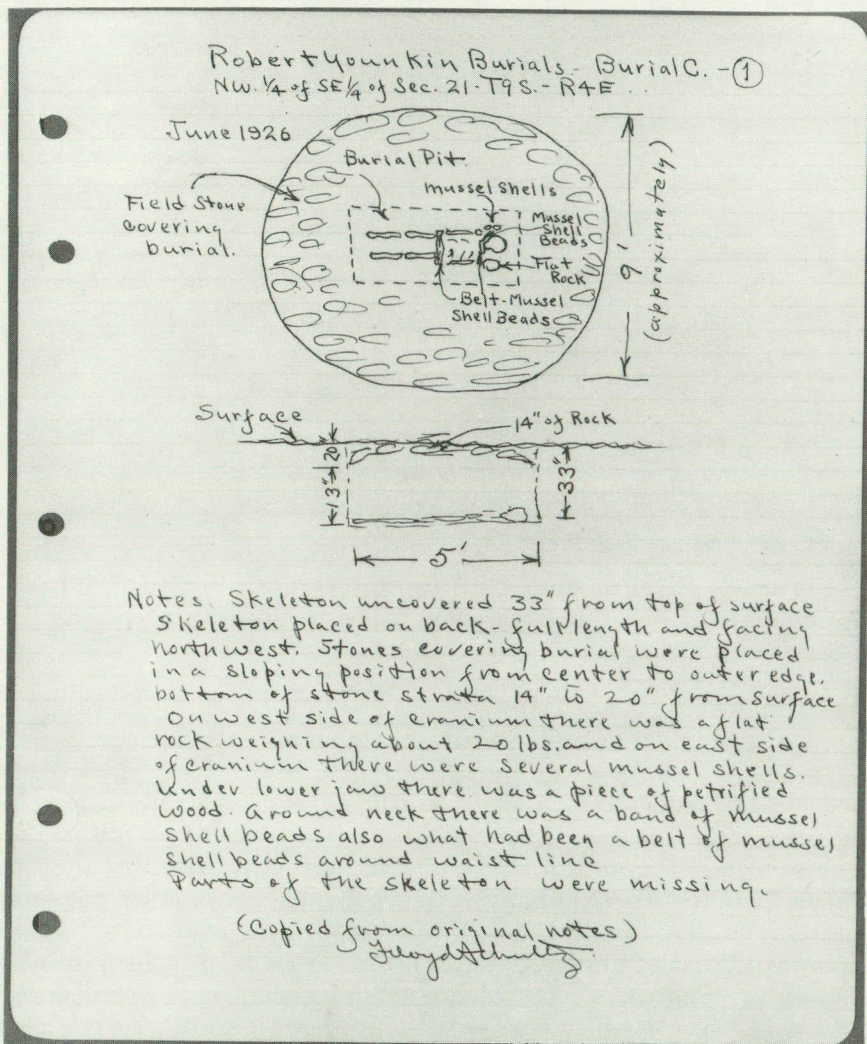 Robert Younkin Burials - Burial C. - ①
NW. 1/4 of SE 1/4 of Sec. 21 - T9S. - R4E
June 1926
Burial Pit
mussel shells
Field Stone
covering
burial.
Mussel
Shell
Beads
Flat
Rock
Belt - Mussel
Shell Beads
9'
(approximately)
Surface
14" of Rock
20"
13"
33"
5'
Notes. Skeleton uncovered 33" from top of surface
Skeleton placed on back - full length and facing
northwest. Stones covering burial were placed
in a sloping position from center to outer edge.
bottom of stone strata 14" to 20" from surface
On west side of cranium there was a flat
rock weighing about 20 lbs. and on east side
of cranium there were several mussel shells.
Under lower jaw there was a piece of petrified
wood. Around neck there was a band of mussel
shell beads also what had been a belt of mussel
shell beads around waist line
Parts of the skeleton were missing.
(Copied from original notes)
Floyd Schultz